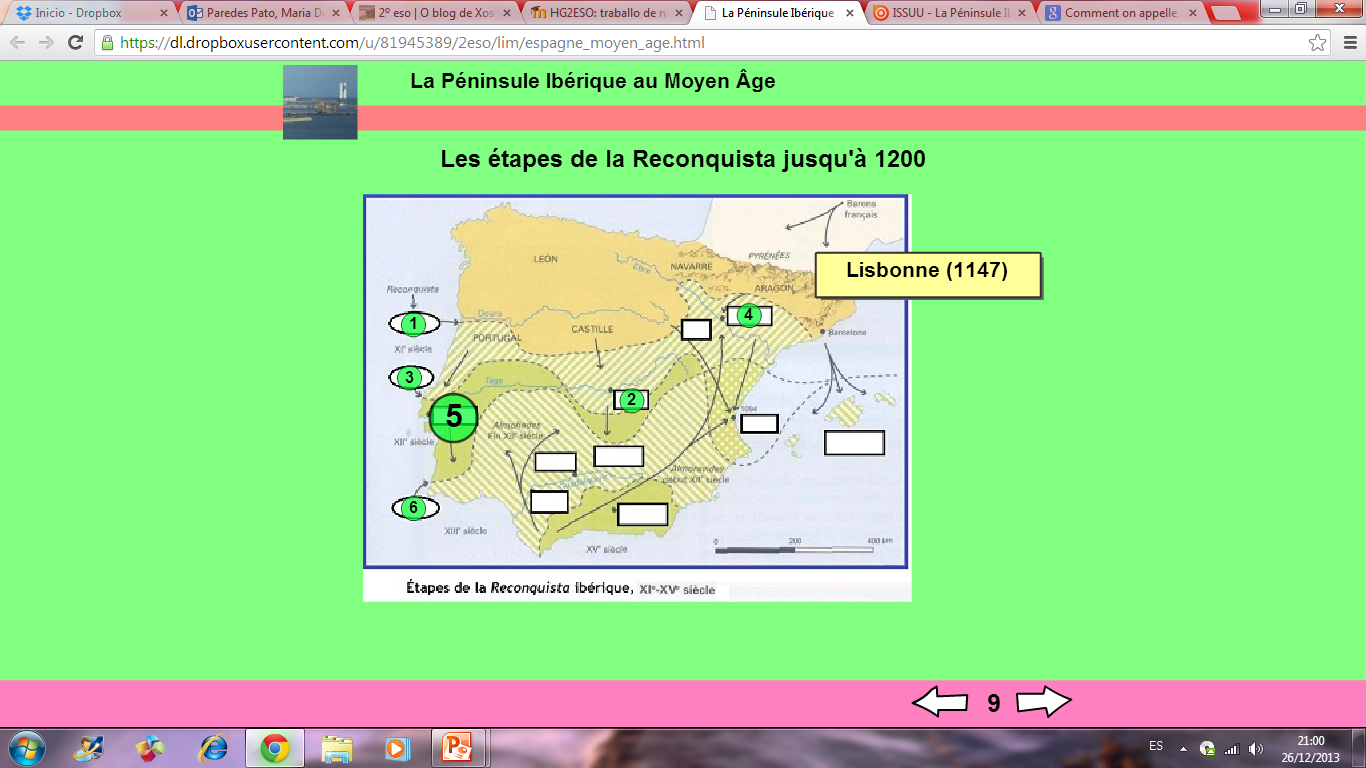 Inicio - Dropbox
Paredes Pato, Maria D
2º eso | O blog de Xos
HG2ESO: traballo de n
La Péninsule Ibérique
ISSUU - La Péninsule I
Comment on appelle
https://dl.dropboxusercontent.com/u/81945389/2eso/lim/espagne_moyen_age.html
La Péninsule Ibérique au Moyen Âge
Les étapes de la Reconquista jusqu'à 1200
Barons
français
LEÓN
PYRÉNÉES
NAVARRE
Ebre
Lisbonne (1147)
ARAGON
Reconquista
Douro
1
4
CASTILLE
Barcelone
PORTUGAL
XIe siècle
3
Tage
2
5
1094
Almohades
Fin XIIe siècle
XIIe siècle
Almoravides
début XIIe siècle
6
XIIIe siècle
XVe siècle
0 200 400 km
Étapes de la Reconquista ibérique, XIe-XVe siècle
9
ES
21:00
26/12/2013